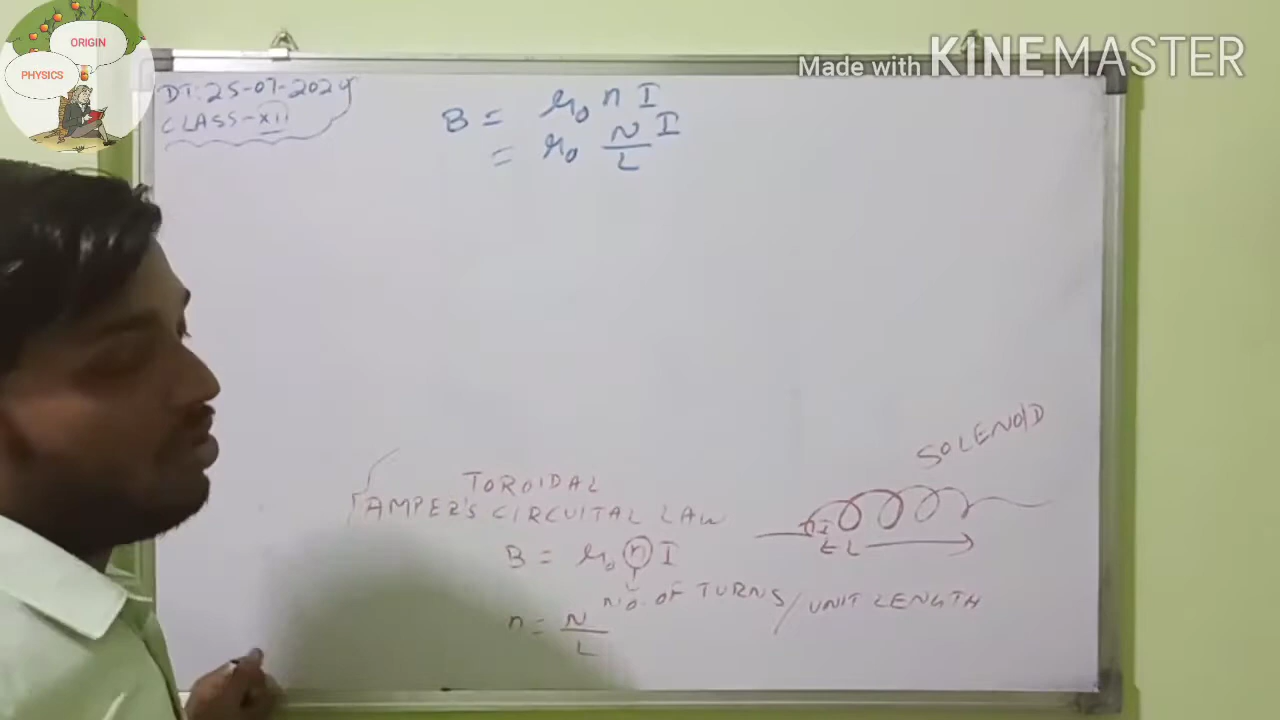 ORIGIN
PHYSICS
Made with KINEMASTER
DT: 25-07-2024
CLASS-XII
B = μ₀ n I
= μ₀ N/L I
SOLENOID
TOROIDAL
AMPER'S CIRCUITAL LAW
I
L
B = μ₀ n I
NO. OF TURNS / UNIT LENGTH
n = N/L